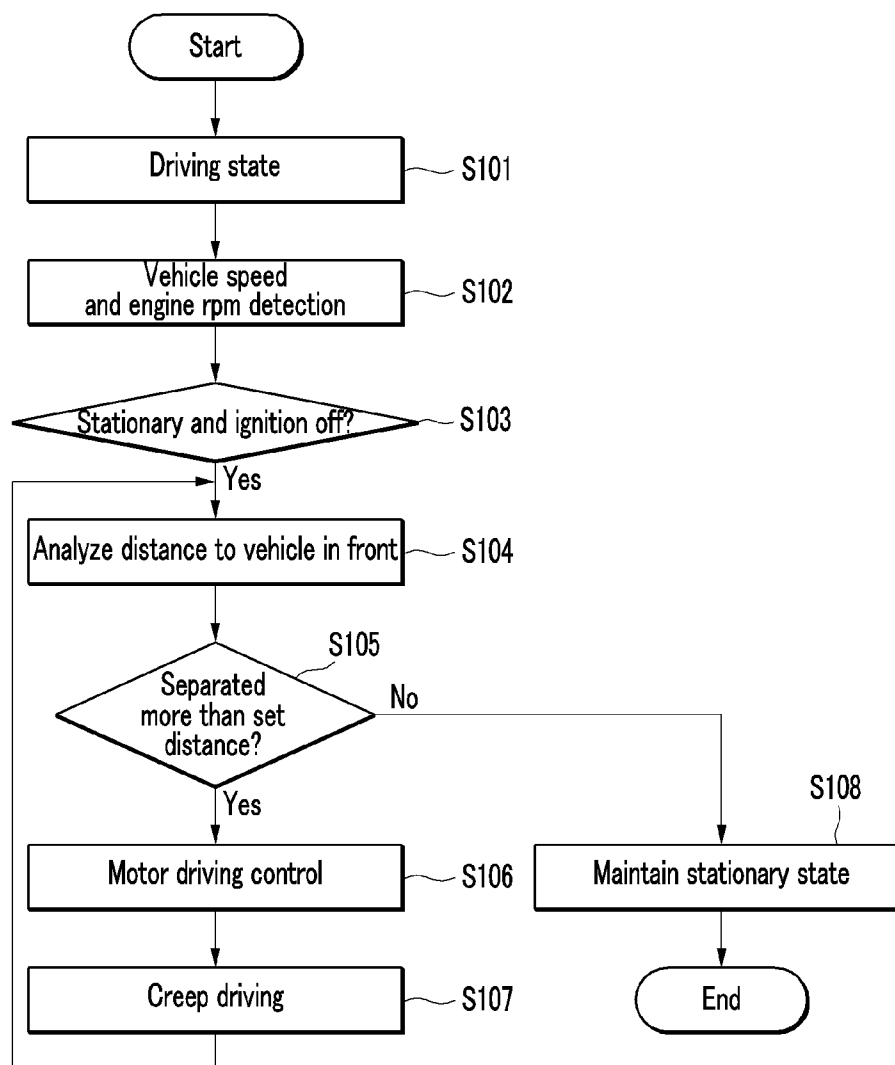 Start
Driving state
S101
Vehicle speed
and engine rpm detection
S102
Stationary and ignition off?
S103
Yes
Analyze distance to vehicle in front
S104
S105
Separated
more than set
distance?
No
Yes
S108
Motor driving control
S106
Maintain stationary state
Creep driving
S107
End